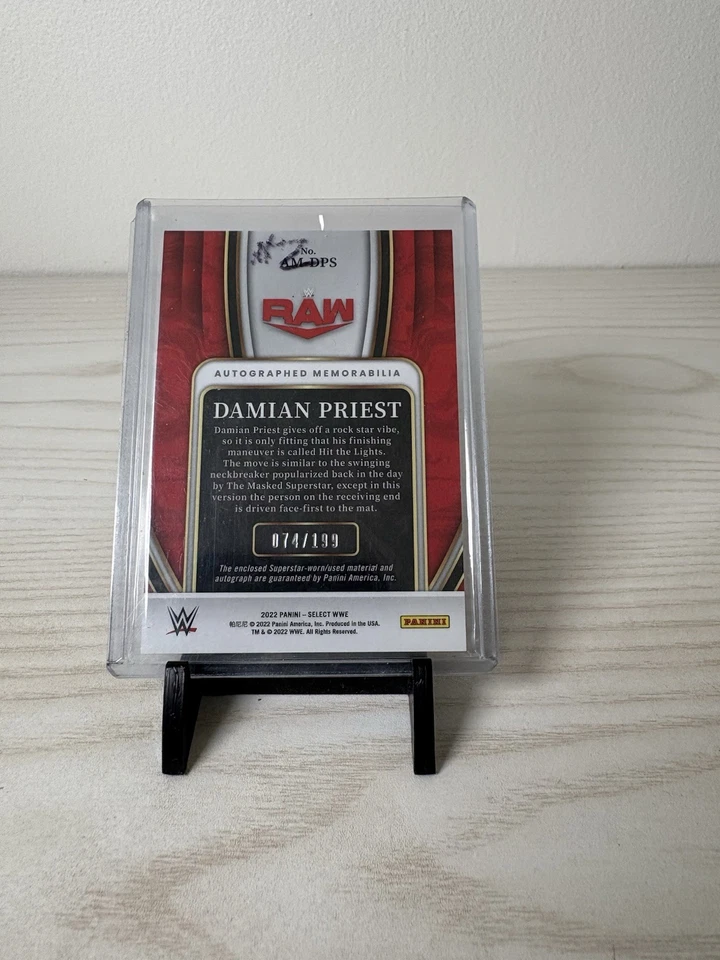 No.
AM-DPS
W
RAW
AUTOGRAPHED MEMORABILIA
DAMIAN PRIEST
Damian Priest gives off a rock star vibe,
so it is only fitting that his finishing
maneuver is called Hit the Lights.
The move is similar to the swinging
neckbreaker popularized back in the day
by The Masked Superstar, except in this
version the person on the receiving end
is driven face-first to the mat.
074/199
The enclosed Superstar-worn/used material and
autograph are guaranteed by Panini America, Inc.
W
2022 PANINI – SELECT WWE
帕尼尼 © 2022 Panini America, Inc. Produced in the USA.
TM & © 2022 WWE. All Rights Reserved.
PANINI